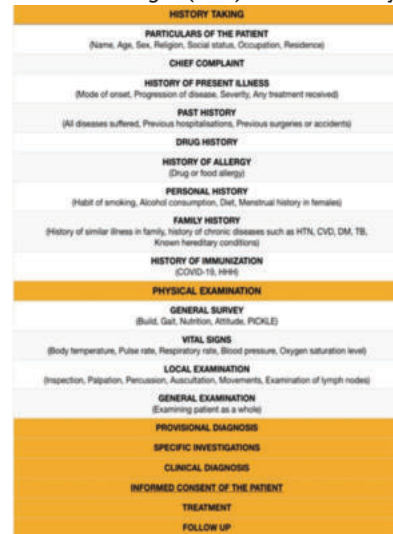 HISTORY TAKING
PARTICULARS OF THE PATIENT
(Name, Age, Sex, Religion, Social status, Occupation, Residence)
CHIEF COMPLAINT
HISTORY OF PRESENT ILLNESS
(Mode of onset, Progression of disease, Severity, Any treatment received)
PAST HISTORY
(All diseases suffered, Previous hospitalisations, Previous surgeries or accidents)
DRUG HISTORY
HISTORY OF ALLERGY
(Drug or food allergy)
PERSONAL HISTORY
(Habit of smoking, Alcohol consumption, Diet, Menstrual history in females)
FAMILY HISTORY
(History of similar illness in family, history of chronic diseases such as HTN, CVD, DM, TB,
Known hereditary conditions)
HISTORY OF IMMUNIZATION
(COVID-19, HHH)
PHYSICAL EXAMINATION
GENERAL SURVEY
(Build, Gait, Nutrition, Attitude, PICKLE)
VITAL SIGNS
(Body temperature, Pulse rate, Respiratory rate, Blood pressure, Oxygen saturation level)
LOCAL EXAMINATION
(Inspection, Palpation, Percussion, Auscultation, Movements, Examination of lymph nodes)
GENERAL EXAMINATION
(Examining patient as a whole)
PROVISIONAL DIAGNOSIS
SPECIFIC INVESTIGATIONS
CLINICAL DIAGNOSIS
INFORMED CONSENT OF THE PATIENT
TREATMENT
FOLLOW UP